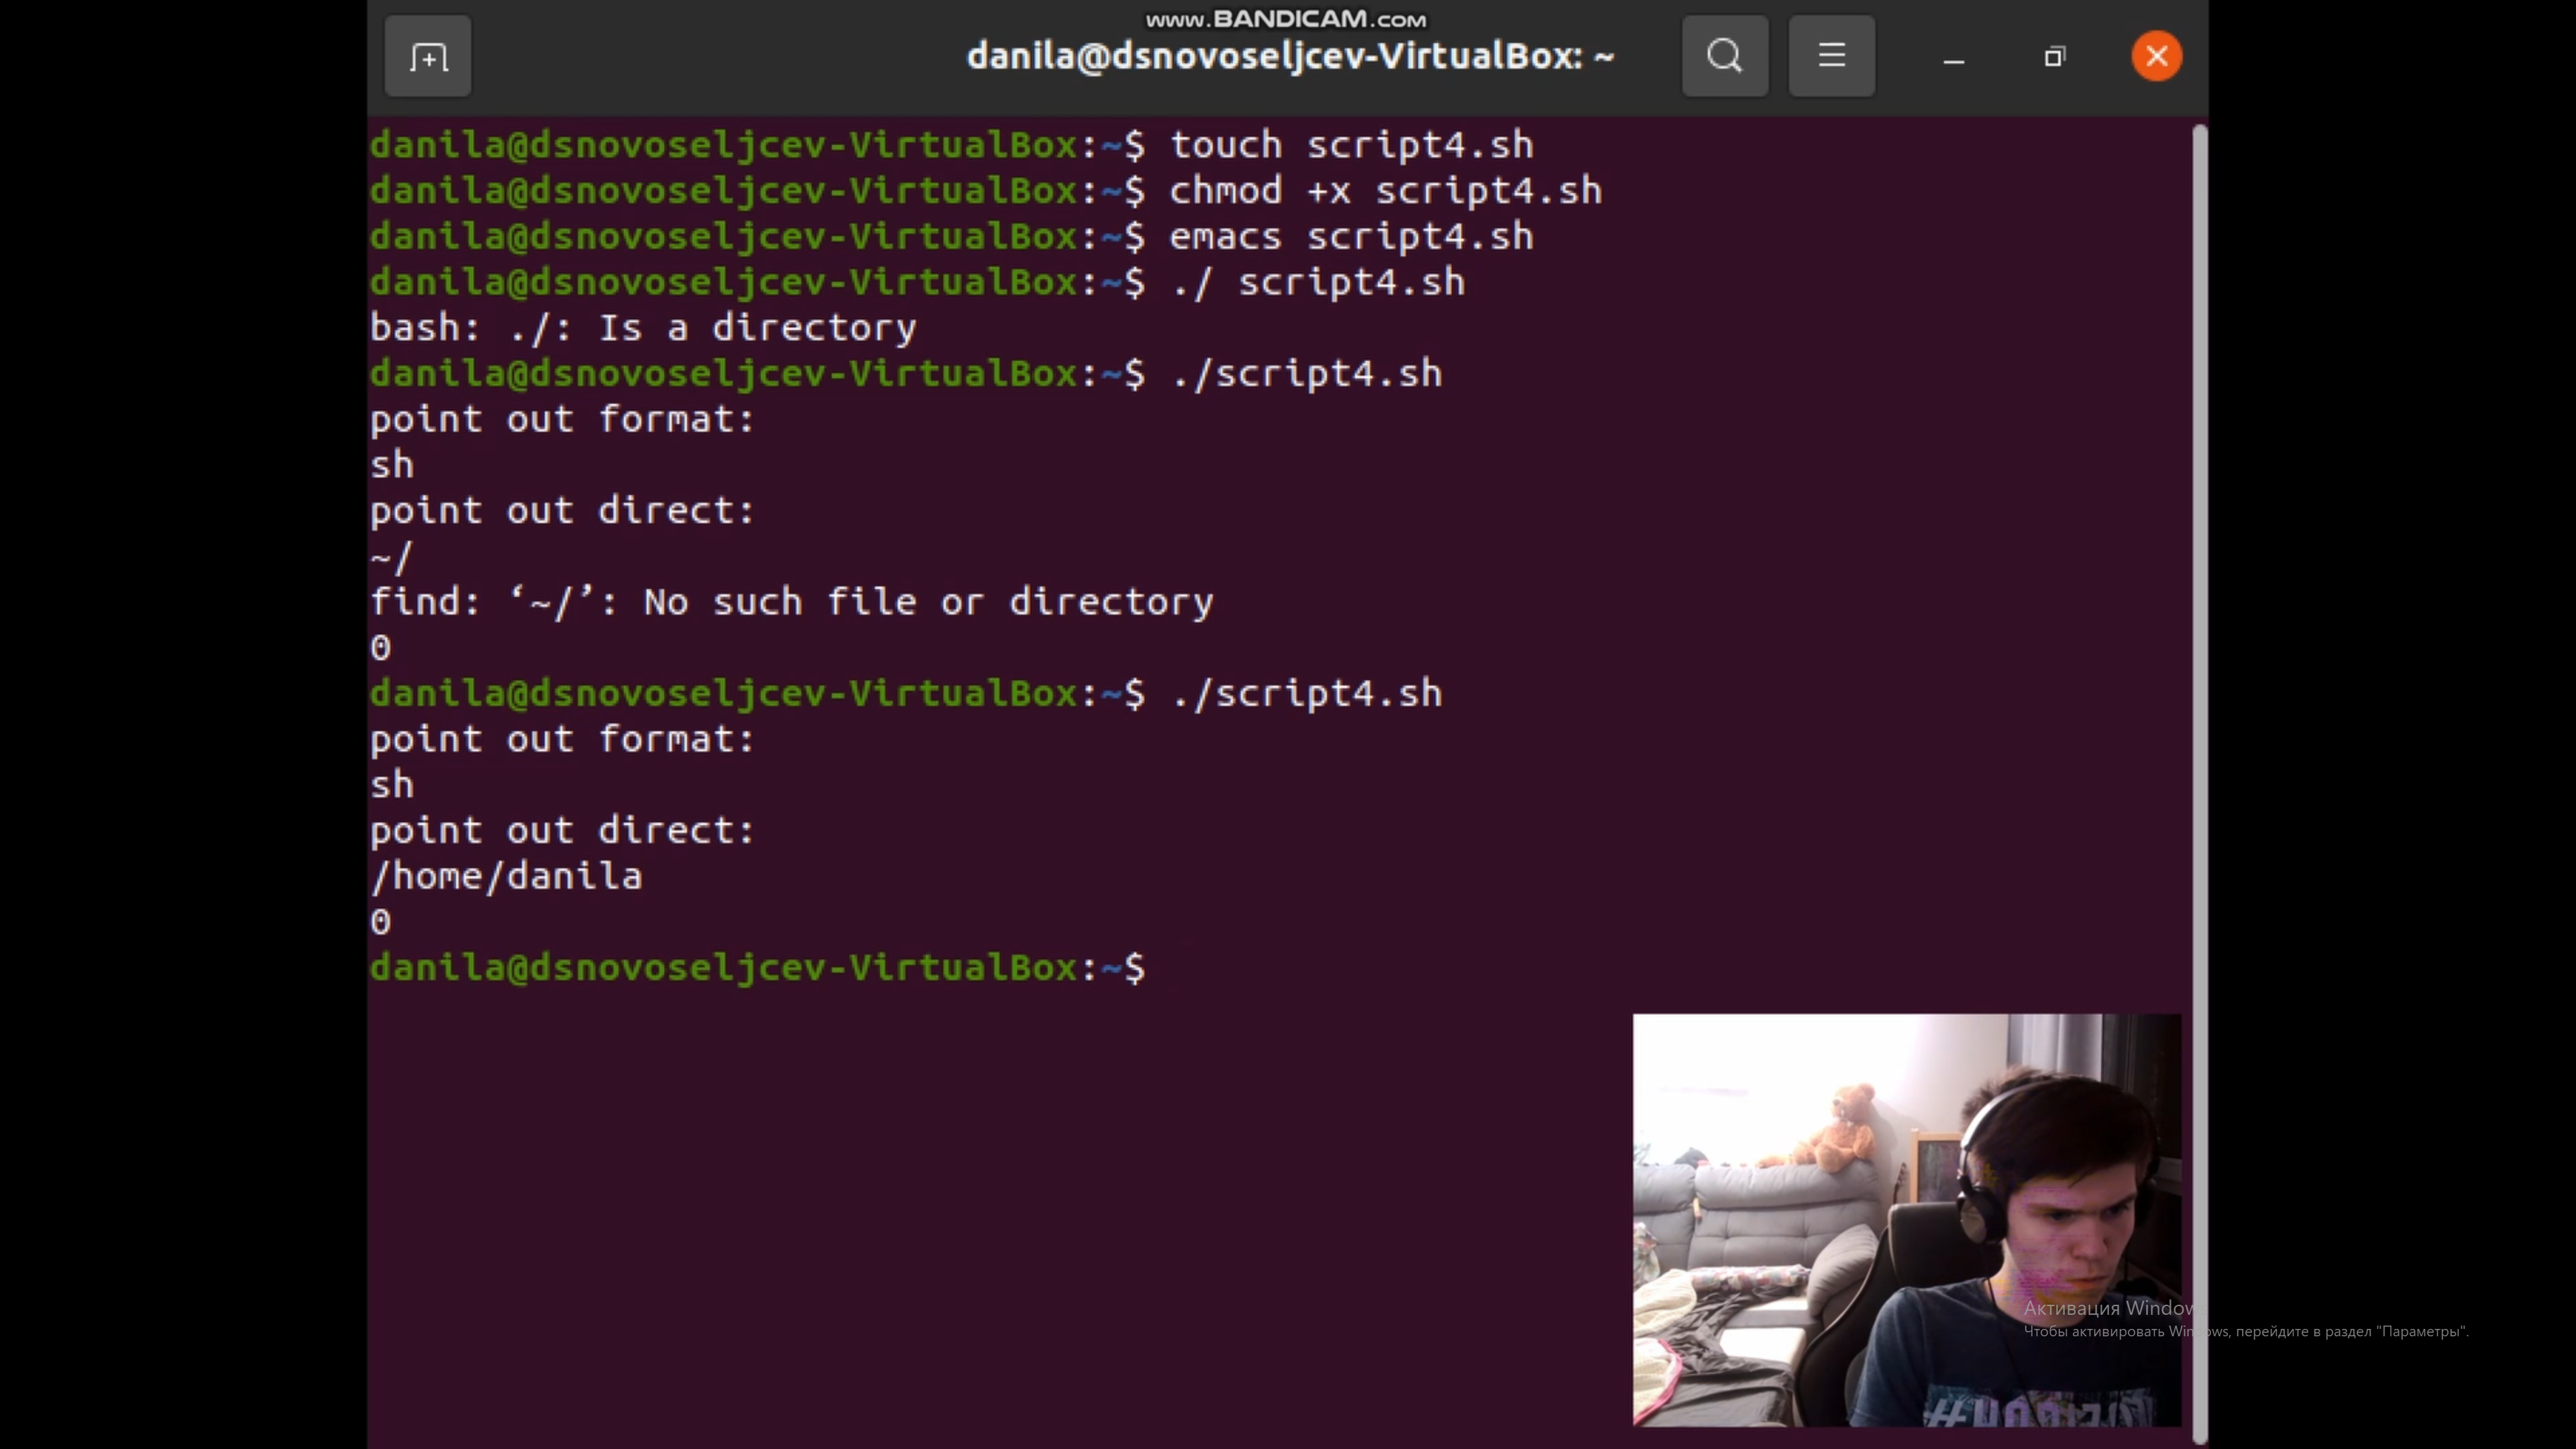 www.BANDICAM.com
danila@dsnovoseljcev-VirtualBox: ~
danila@dsnovoseljcev-VirtualBox:~$ touch script4.sh
danila@dsnovoseljcev-VirtualBox:~$ chmod +x script4.sh
danila@dsnovoseljcev-VirtualBox:~$ emacs script4.sh
danila@dsnovoseljcev-VirtualBox:~$ ./ script4.sh
bash: ./: Is a directory
danila@dsnovoseljcev-VirtualBox:~$ ./script4.sh
point out format:
sh
point out direct:
~/
find: ‘~/’: No such file or directory
0
danila@dsnovoseljcev-VirtualBox:~$ ./script4.sh
point out format:
sh
point out direct:
/home/danila
0
danila@dsnovoseljcev-VirtualBox:~$
Активация Window
Чтобы активировать Windows, перейдите в раздел "Параметры".